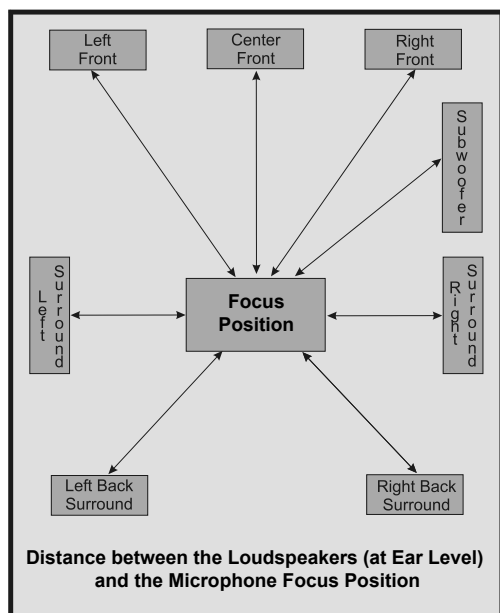 Left
Front
Center
Front
Right
Front
Subwoofer
Left
Surround
Focus
Position
Right
Surround
Left Back
Surround
Right Back
Surround
Distance between the Loudspeakers (at Ear Level)
and the Microphone Focus Position